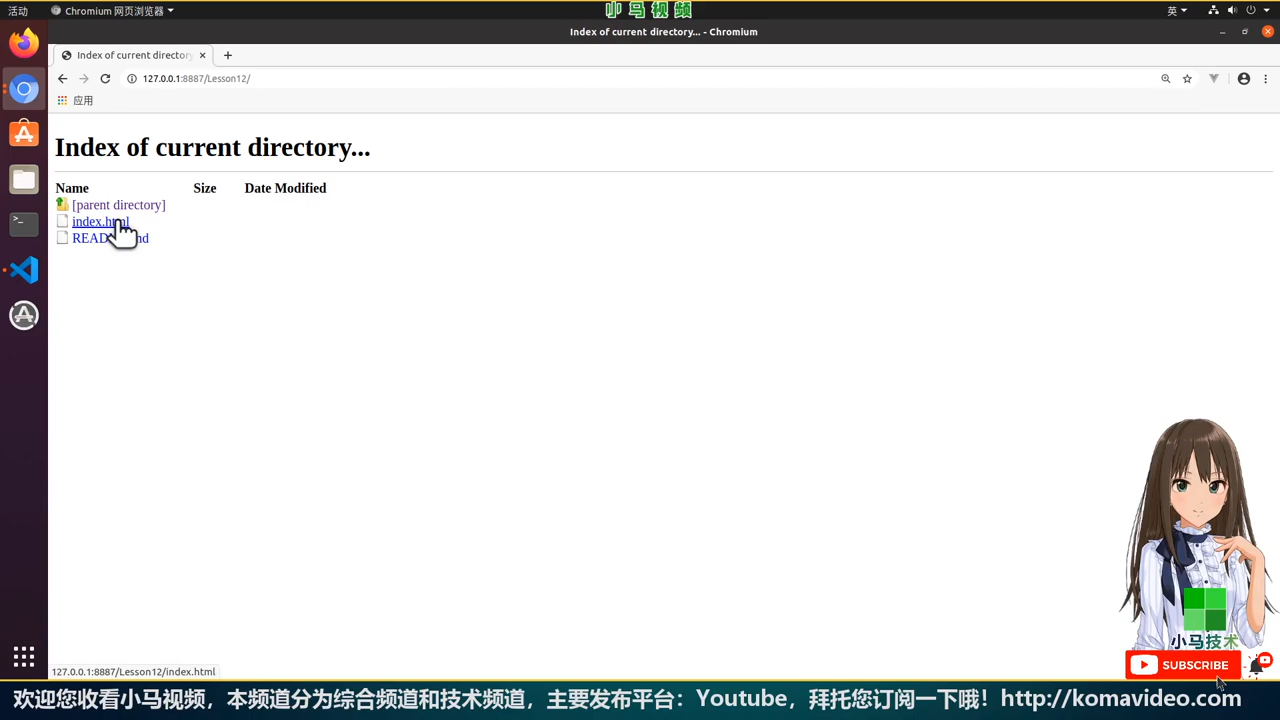 活动
Chromium 网页浏览器
小马视频
英
Index of current directory... - Chromium
Index of current directory
127.0.0.1:8887/Lesson12/
应用
Index of current directory...
Name Size Date Modified
[parent directory]
index.html
127.0.0.1:8887/Lesson12/index.html
小马技术
SUBSCRIBE
欢迎您收看小马视频，本频道分为综合频道和技术频道，主要发布平台：Youtube，拜托您订阅一下哦！http://komavideo.com